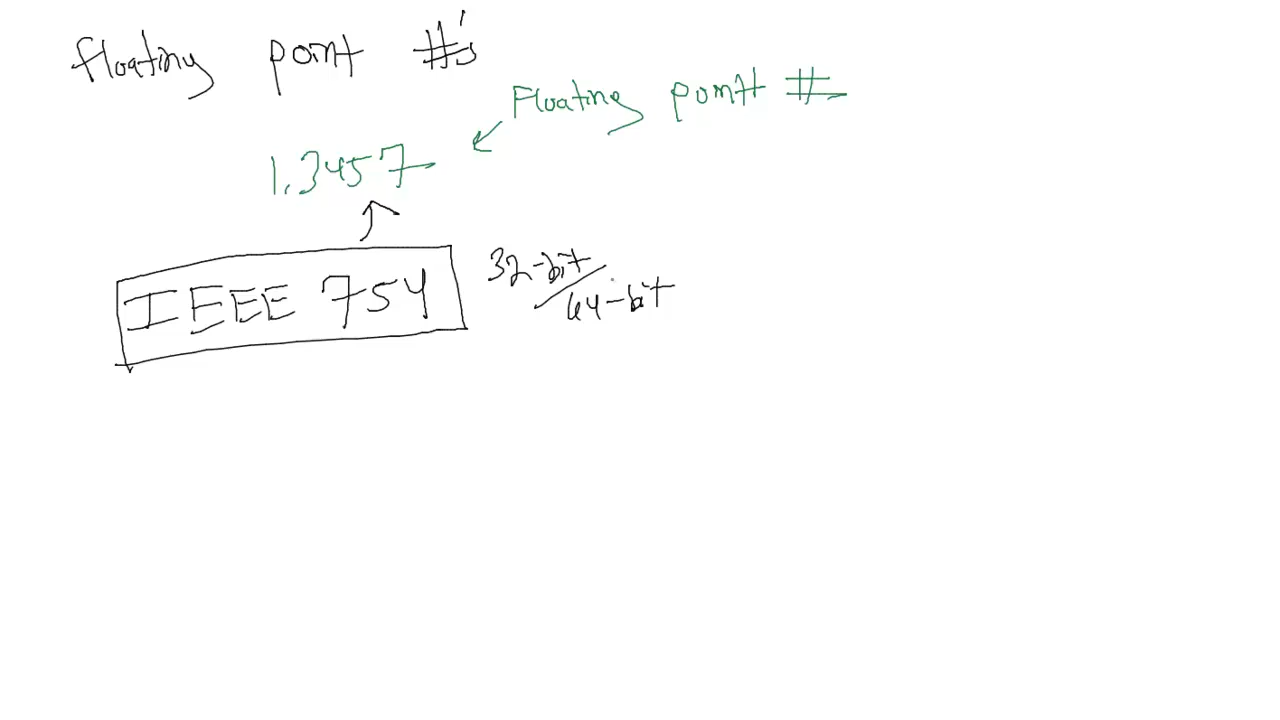 floating point #'s
Floating point #
1.3457
IEEE 754
32-bit/64-bit